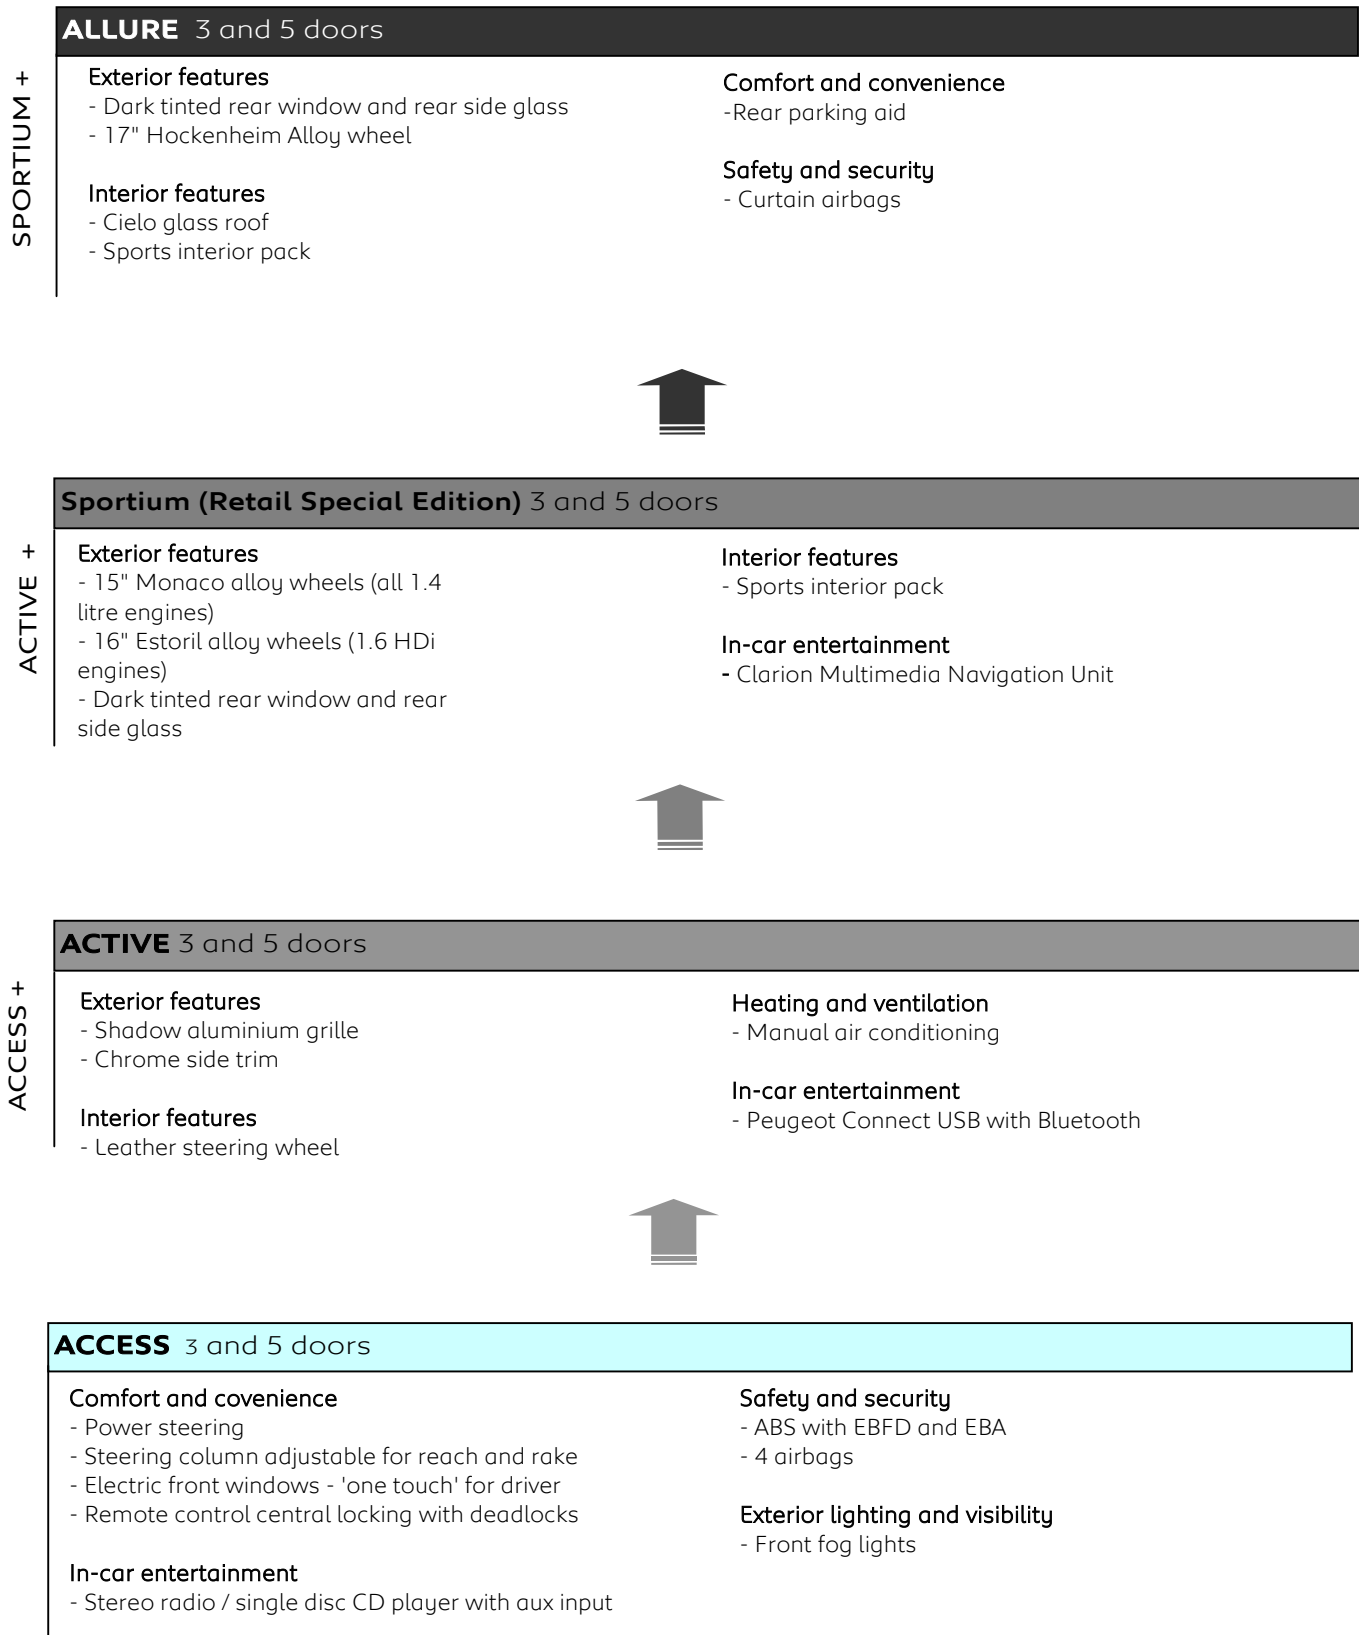 ALLURE 3 and 5 doors
SPORTIUM +
Exterior features
- Dark tinted rear window and rear side glass
- 17" Hockenheim Alloy wheel
Interior features
- Cielo glass roof
- Sports interior pack
Comfort and convenience
-Rear parking aid
Safety and security
- Curtain airbags
Sportium (Retail Special Edition) 3 and 5 doors
ACTIVE +
Exterior features
- 15" Monaco alloy wheels (all 1.4
litre engines)
- 16" Estoril alloy wheels (1.6 HDi
engines)
- Dark tinted rear window and rear
side glass
Interior features
- Sports interior pack
In-car entertainment
- Clarion Multimedia Navigation Unit
ACTIVE 3 and 5 doors
ACCESS +
Exterior features
- Shadow aluminium grille
- Chrome side trim
Interior features
- Leather steering wheel
Heating and ventilation
- Manual air conditioning
In-car entertainment
- Peugeot Connect USB with Bluetooth
ACCESS 3 and 5 doors
Comfort and covenience
- Power steering
- Steering column adjustable for reach and rake
- Electric front windows - 'one touch' for driver
- Remote control central locking with deadlocks
In-car entertainment
- Stereo radio / single disc CD player with aux input
Safety and security
- ABS with EBFD and EBA
- 4 airbags
Exterior lighting and visibility
- Front fog lights